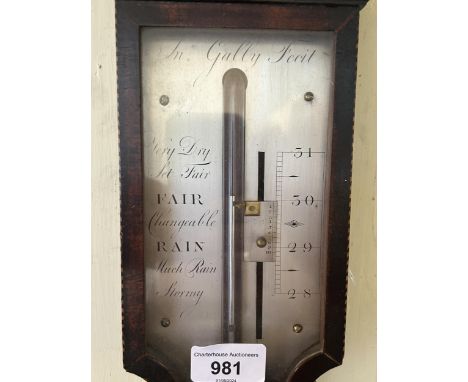 In. Gally Fecit
Very Dry
Set Fair
FAIR
Changeable
RAIN
Much Rain
Stormy
31
30
29
28
Charterhouse Auctioneers
981